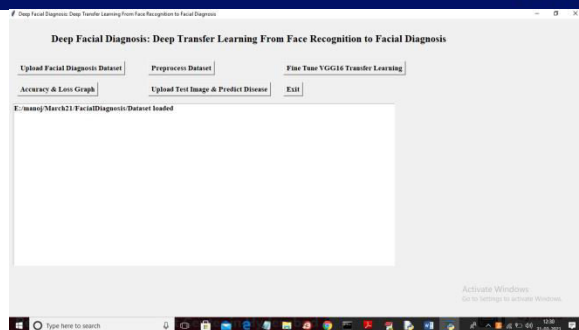 Deep Facial Diagnosis: Deep Transfer Learning From Face Recognition to Facial Diagnosis
Deep Facial Diagnosis: Deep Transfer Learning From Face Recognition to Facial Diagnosis
Upload Facial Diagnosis Dataset Preprocess Dataset Fine Tune VGG16 Transfer Learning
Accuracy & Loss Graph Upload Test Image & Predict Disease Exit
E:/manoj/March21/FacialDiagnosis/Dataset loaded
Activate Windows
Go to Settings to activate Windows.
Type here to search
12:30